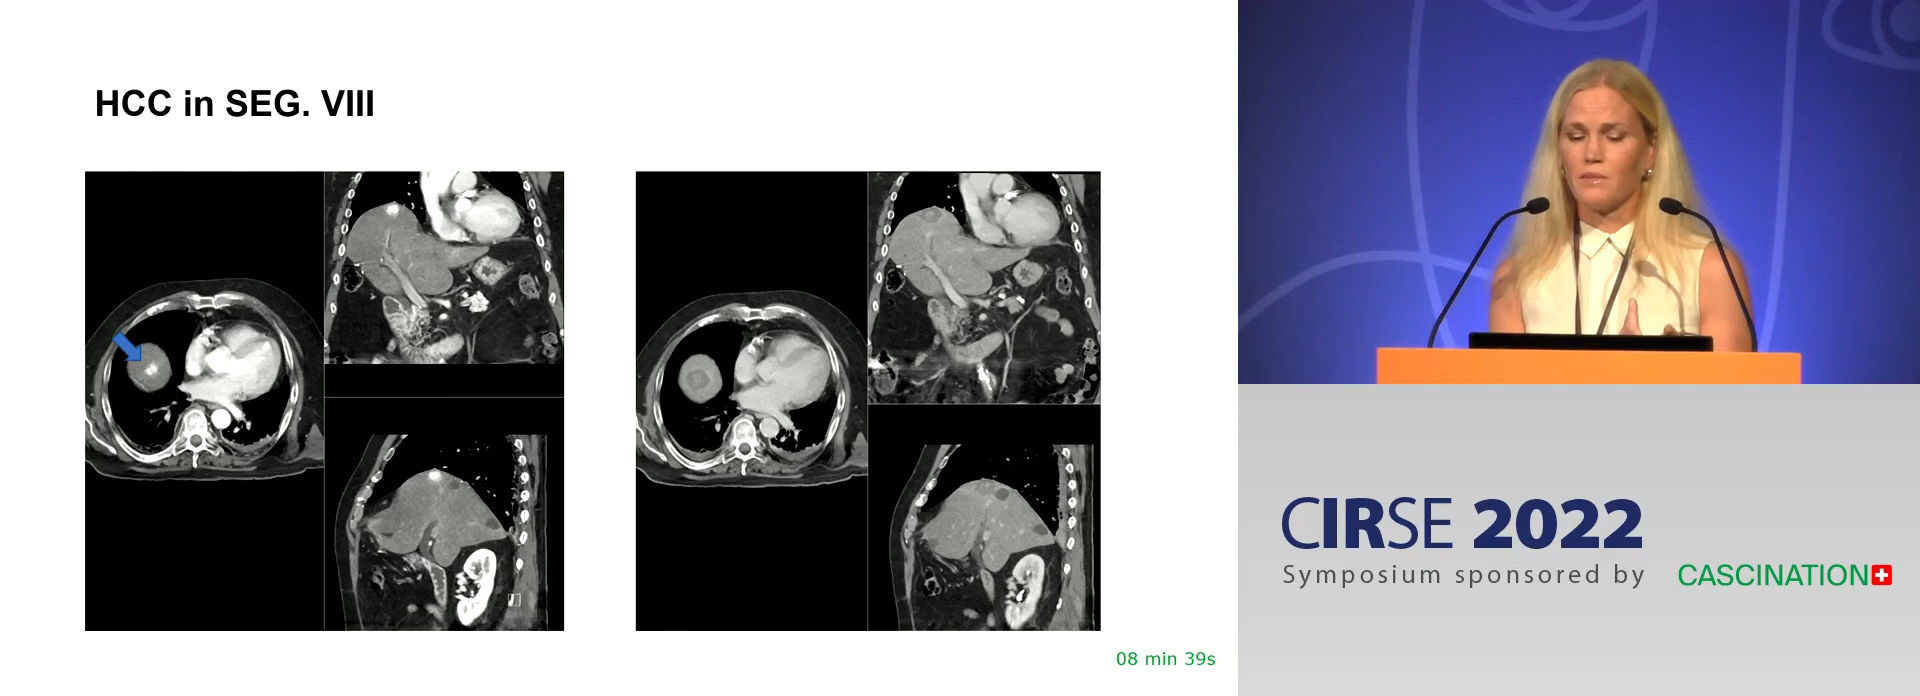 HCC in SEG. VIII
08 min 39s
CIRSE 2022
Symposium sponsored by CASCINATION